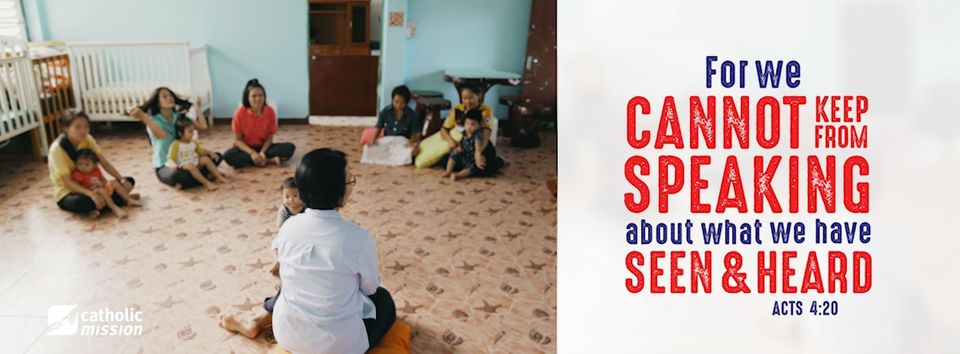 For we
CANNOT KEEP FROM
SPEAKING
about what we have
SEEN & HEARD
ACTS 4:20
catholic
mission